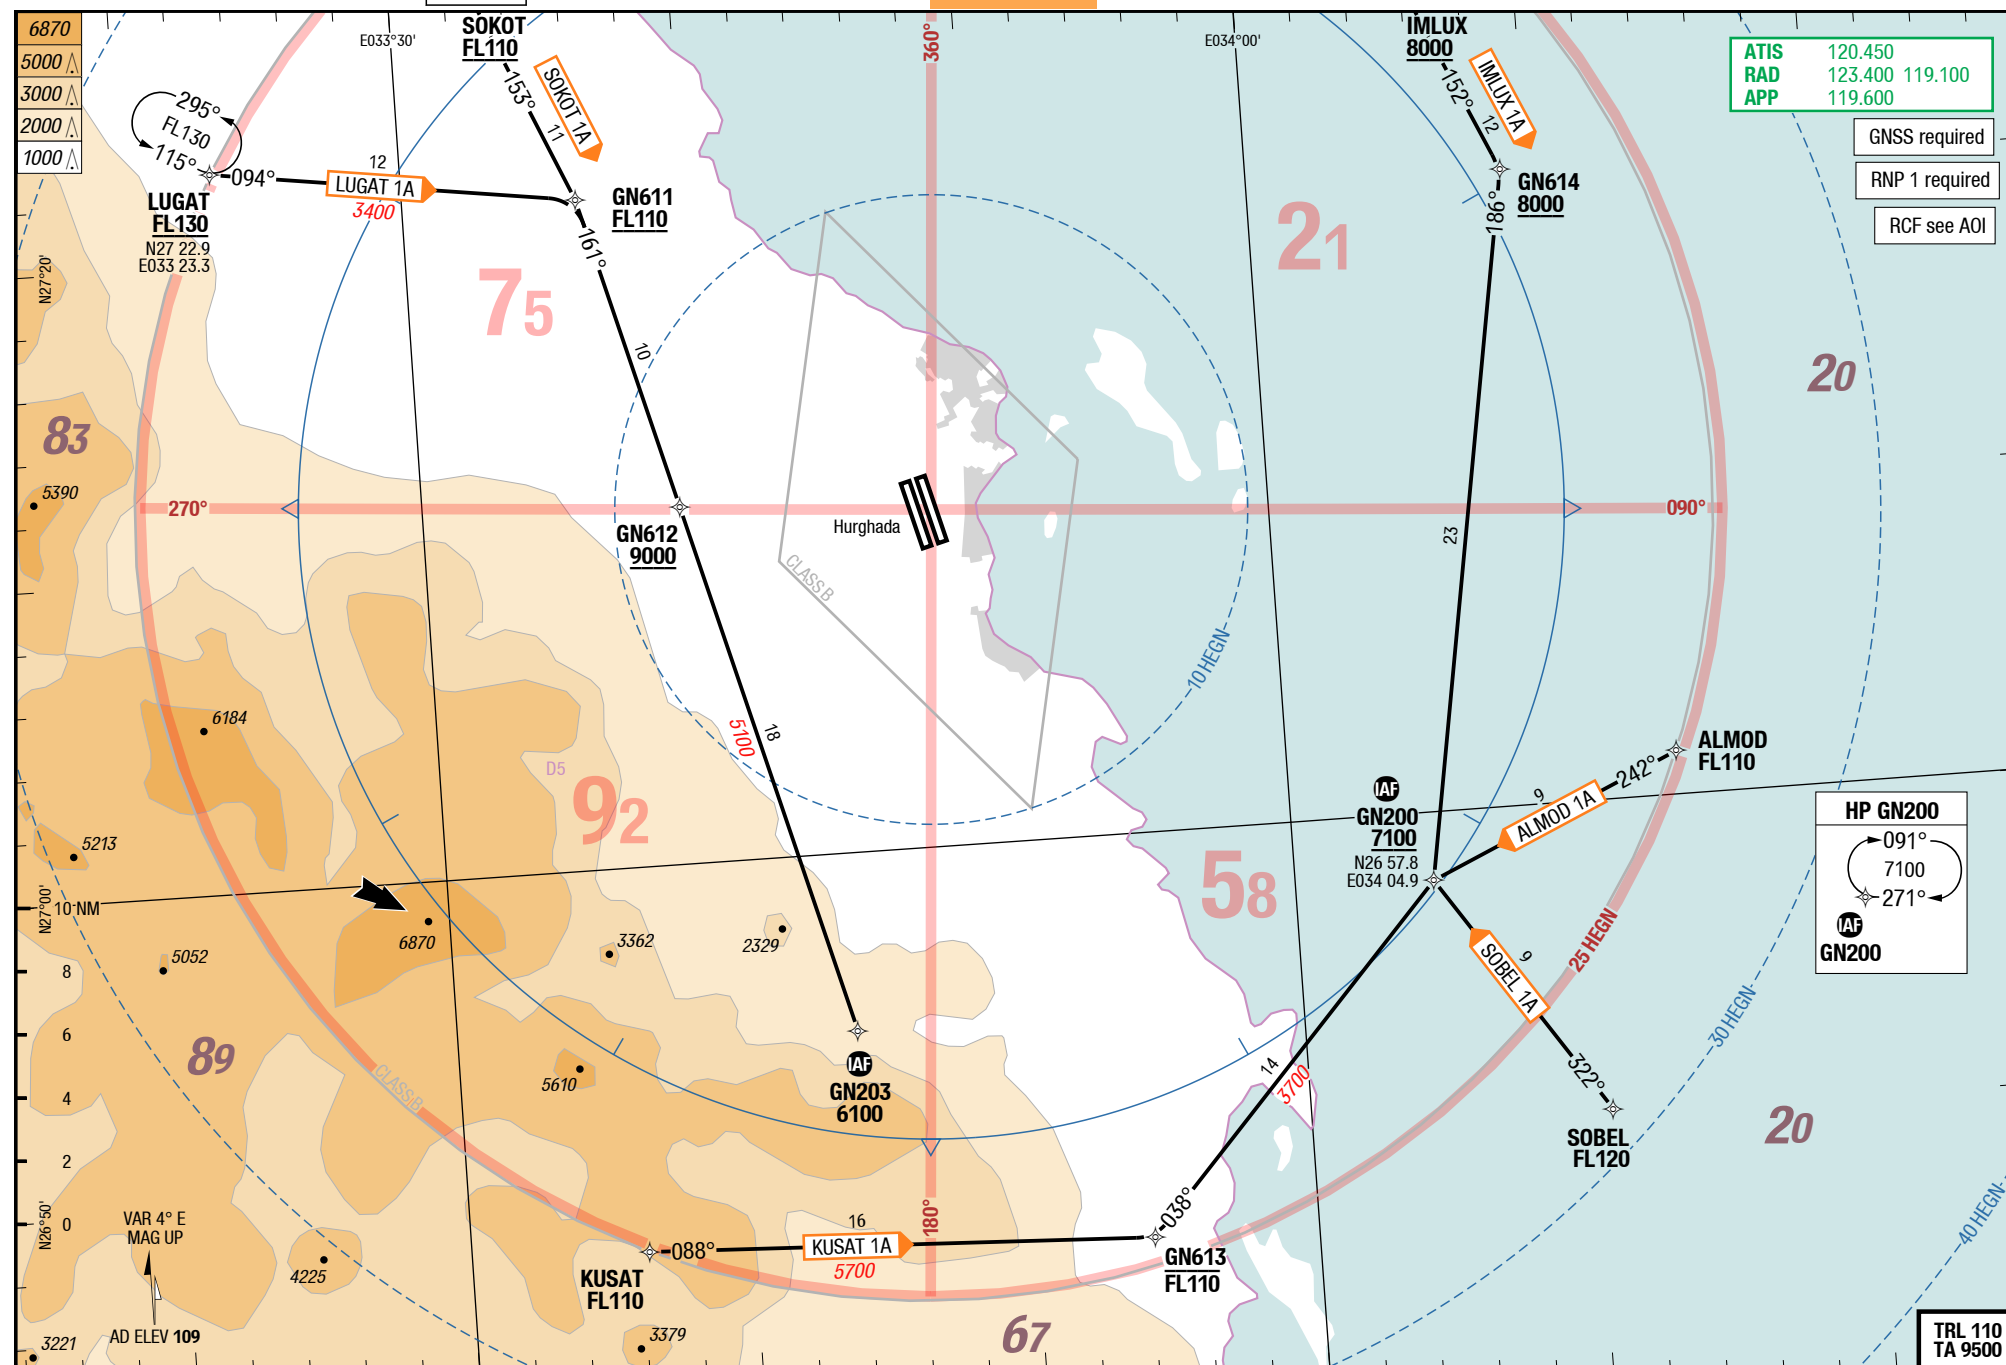 6870
5000
3000
2000
1000
E033°30'
SOKOT
FL110
153°
11
SOKOT 1A
360°
E034°00'
IMLUX
8000
152°
12
IMLUX 1A
ATIS 120.450
RAD 123.400 119.100
APP 119.600
GNSS required
RNP 1 required
RCF see AOI
295°
FL130
115°
094°
12
LUGAT 1A
3400
LUGAT
FL130
N27 22.9
E033 23.3
GN611
FL110
161°
GN614
8000
186°
N27°20'
75
21
10
20
83
5390
270°
GN612
9000
Hurghada
CLASS B
090°
23
10 HEGN
6184
5100
18
D5
92
ALMOD
FL110
242°
9
ALMOD 1A
IAF
GN200
7100
N26 57.8
E034 04.9
HP GN200
091°
7100
271°
IAF
GN200
5213
58
N27°00'
10 NM
6870
3362
2329
5052
25 HEGN
9
SOBEL 1A
30 HEGN
8
6
4
2
0
89
CLASS B
5610
IAF
GN203
6100
14
3700
322°
SOBEL
FL120
20
N26°50'
VAR 4° E
MAG UP
4225
KUSAT
FL110
088°
16
KUSAT 1A
5700
180°
038°
GN613
FL110
40 HEGN
3221
AD ELEV 109
3379
67
TRL 110
TA 9500